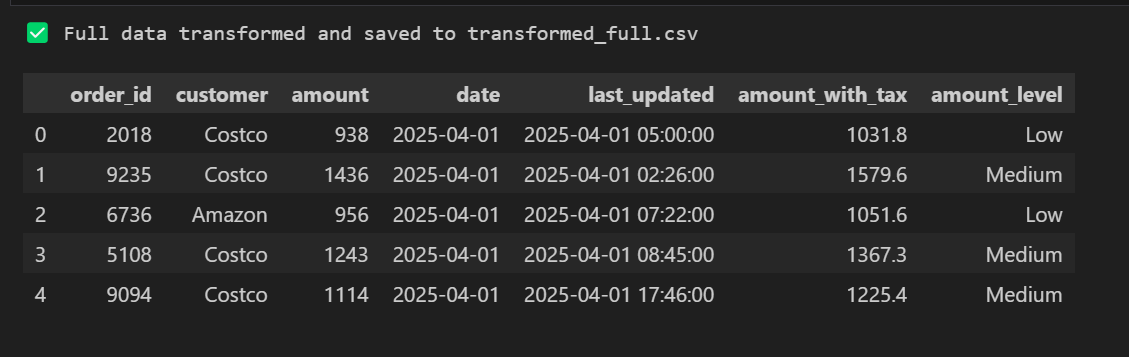 ✅ Full data transformed and saved to transformed_full.csv
order_id customer amount date last_updated amount_with_tax amount_level
0 2018 Costco 938 2025-04-01 2025-04-01 05:00:00 1031.8 Low
1 9235 Costco 1436 2025-04-01 2025-04-01 02:26:00 1579.6 Medium
2 6736 Amazon 956 2025-04-01 2025-04-01 07:22:00 1051.6 Low
3 5108 Costco 1243 2025-04-01 2025-04-01 08:45:00 1367.3 Medium
4 9094 Costco 1114 2025-04-01 2025-04-01 17:46:00 1225.4 Medium